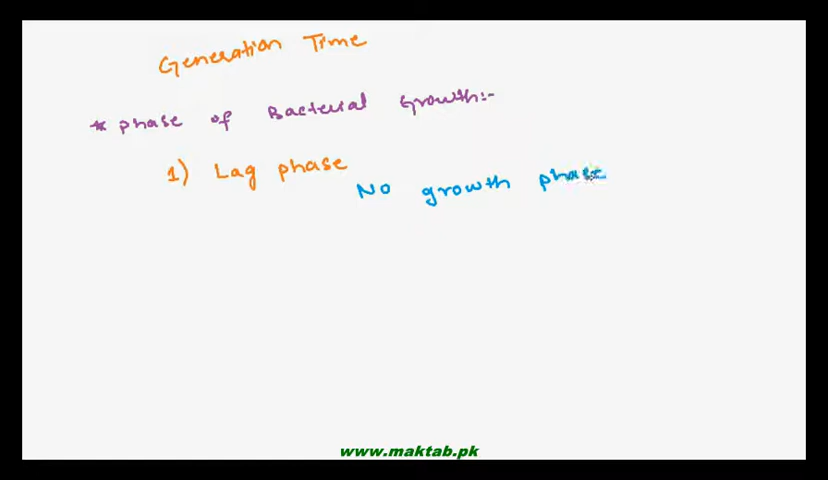 Generation Time
* Phase of Bacterial Growth:-
1) Lag phase
No growth phase
www.maktab.pk